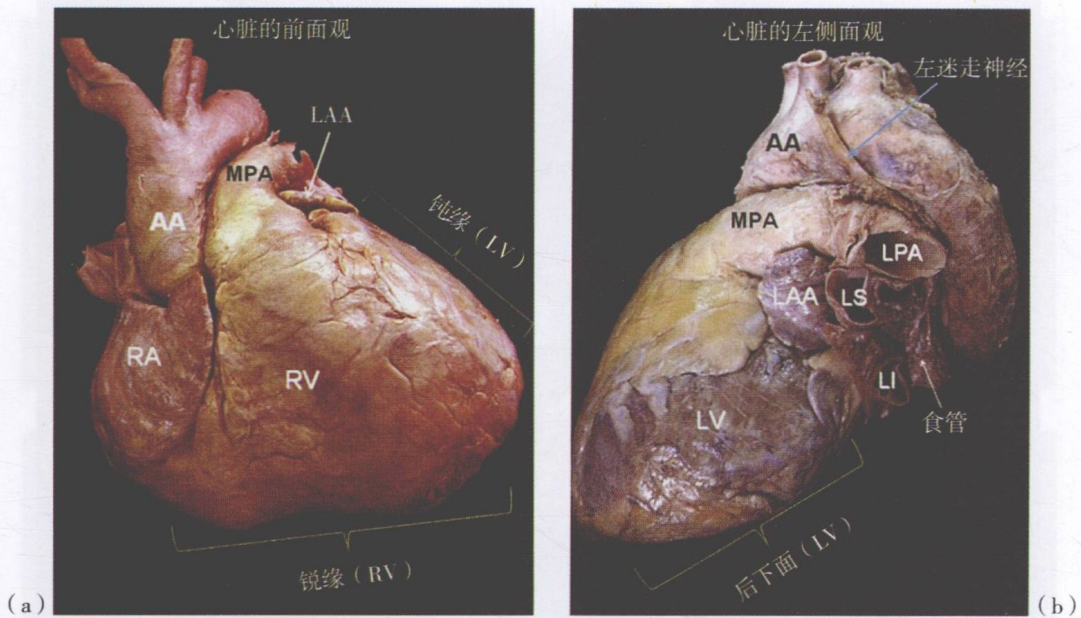 心脏的前面观
LAA
MPA
AA
钝缘（LV）
RA
RV
锐缘（RV）
（a）
心脏的左侧面观
左迷走神经
AA
MPA
LPA
LAA
LS
LI
LV
食管
后下面（LV）
（b）